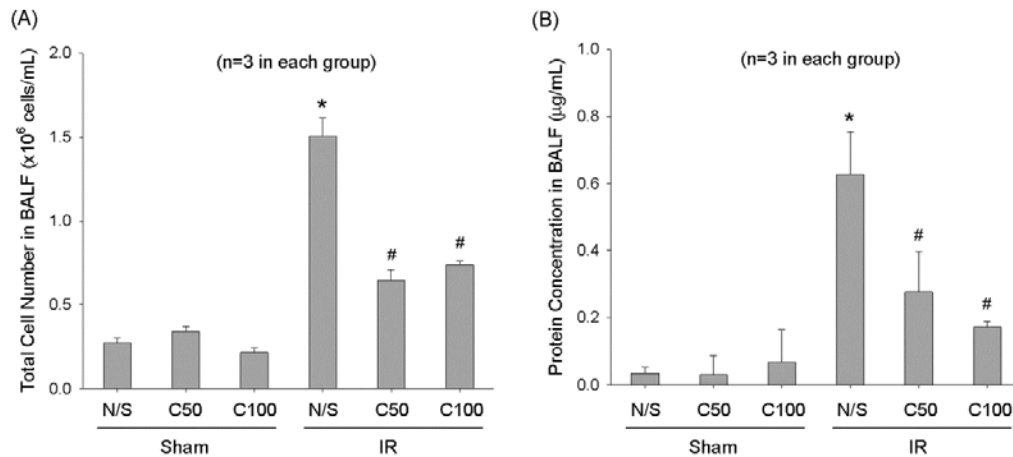 (A)
Total Cell Number in BALF (x10⁶ cells/mL)
2.0
1.5
1.0
0.5
0.0
(n=3 in each group)
*
#
#
N/S C50 C100 N/S C50 C100
Sham IR
(B)
Protein Concentration in BALF (µg/mL)
1.0
0.8
0.6
0.4
0.2
0.0
(n=3 in each group)
*
#
#
N/S C50 C100 N/S C50 C100
Sham IR